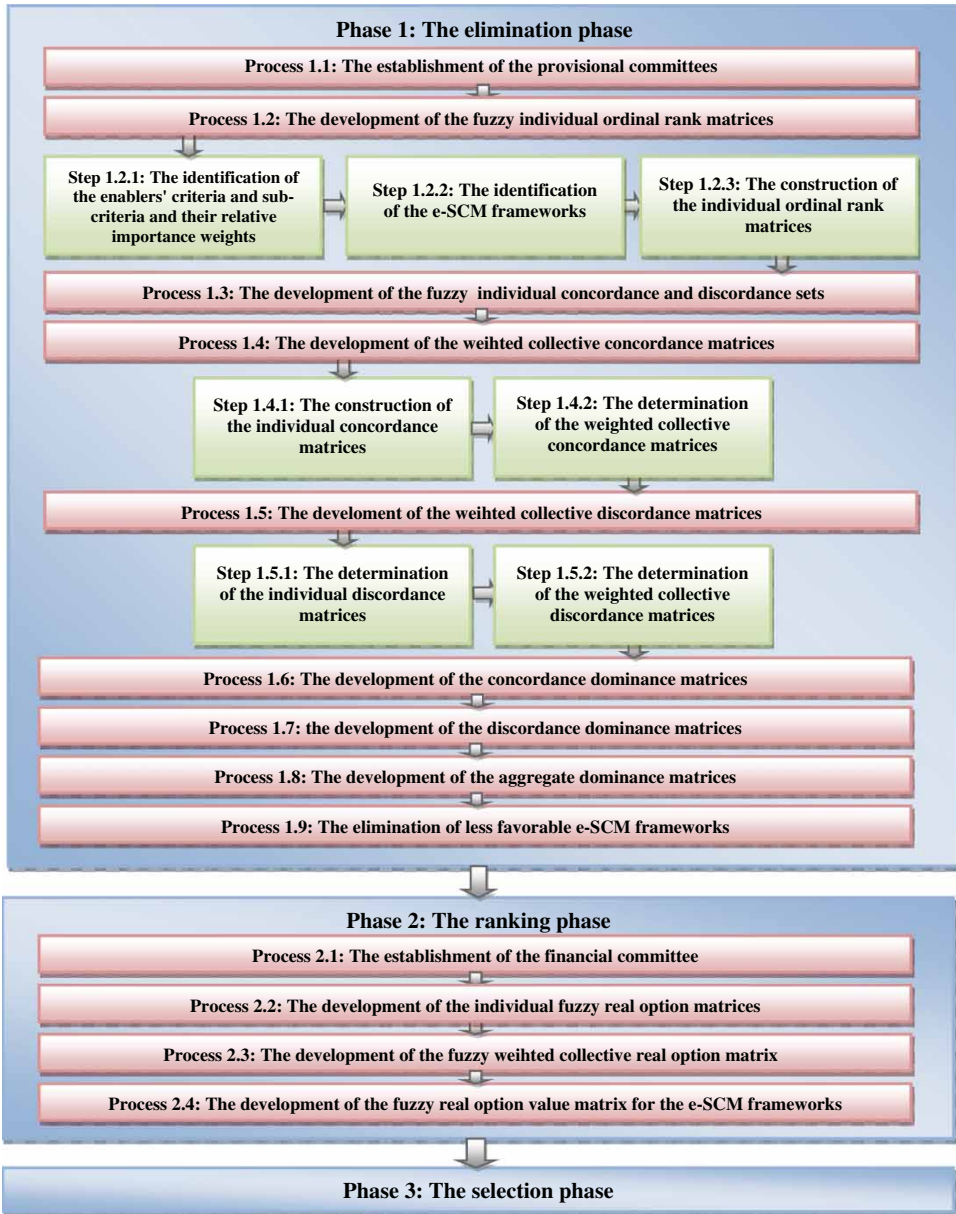 Phase 1: The elimination phase
Process 1.1: The establishment of the provisional committees
Process 1.2: The development of the fuzzy individual ordinal rank matrices
Step 1.2.1: The identification of
the enablers' criteria and sub-
criteria and their relative
importance weights
Step 1.2.2: The identification
of the e-SCM frameworks
Step 1.2.3: The construction of
the individual ordinal rank
matrices
Process 1.3: The development of the fuzzy individual concordance and discordance sets
Process 1.4: The development of the weihted collective concordance matrices
Step 1.4.1: The construction of
the individual concordance
matrices
Step 1.4.2: The determination
of the weighted collective
concordance matrices
Process 1.5: The develoment of the weihted collective discordance matrices
Step 1.5.1: The determination
of the individual discordance
matrices
Step 1.5.2: The determination
of the weighted collective
discordance matrices
Process 1.6: The development of the concordance dominance matrices
Process 1.7: the development of the discordance dominance matrices
Process 1.8: The development of the aggregate dominance matrices
Process 1.9: The elimination of less favorable e-SCM frameworks
Phase 2: The ranking phase
Process 2.1: The establishment of the financial committee
Process 2.2: The development of the individual fuzzy real option matrices
Process 2.3: The development of the fuzzy weihted collective real option matrix
Process 2.4: The development of the fuzzy real option value matrix for the e-SCM frameworks
Phase 3: The selection phase